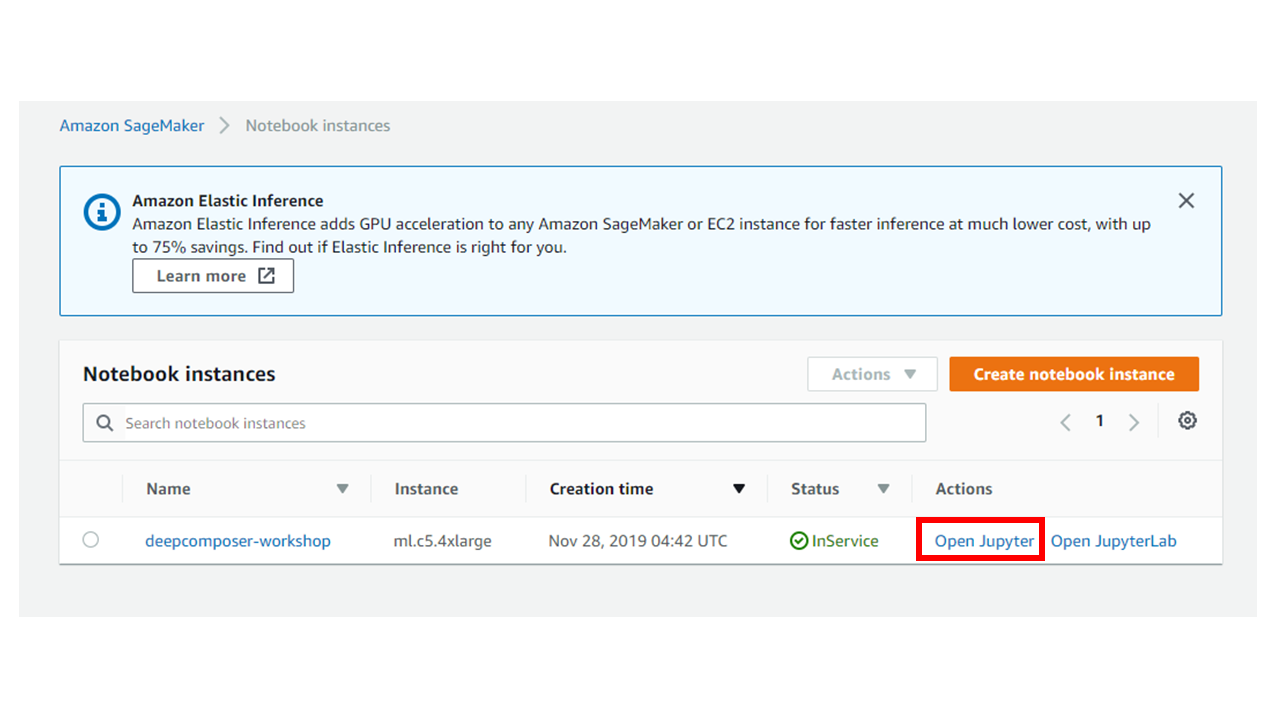 Amazon SageMaker > Notebook instances
Amazon Elastic Inference
Amazon Elastic Inference adds GPU acceleration to any Amazon SageMaker or EC2 instance for faster inference at much lower cost, with up
to 75% savings. Find out if Elastic Inference is right for you.
Learn more
Notebook instances
Actions
Create notebook instance
Search notebook instances
1
Name Instance Creation time Status Actions
deepcomposer-workshop ml.c5.4xlarge Nov 28, 2019 04:42 UTC InService Open Jupyter Open JupyterLab